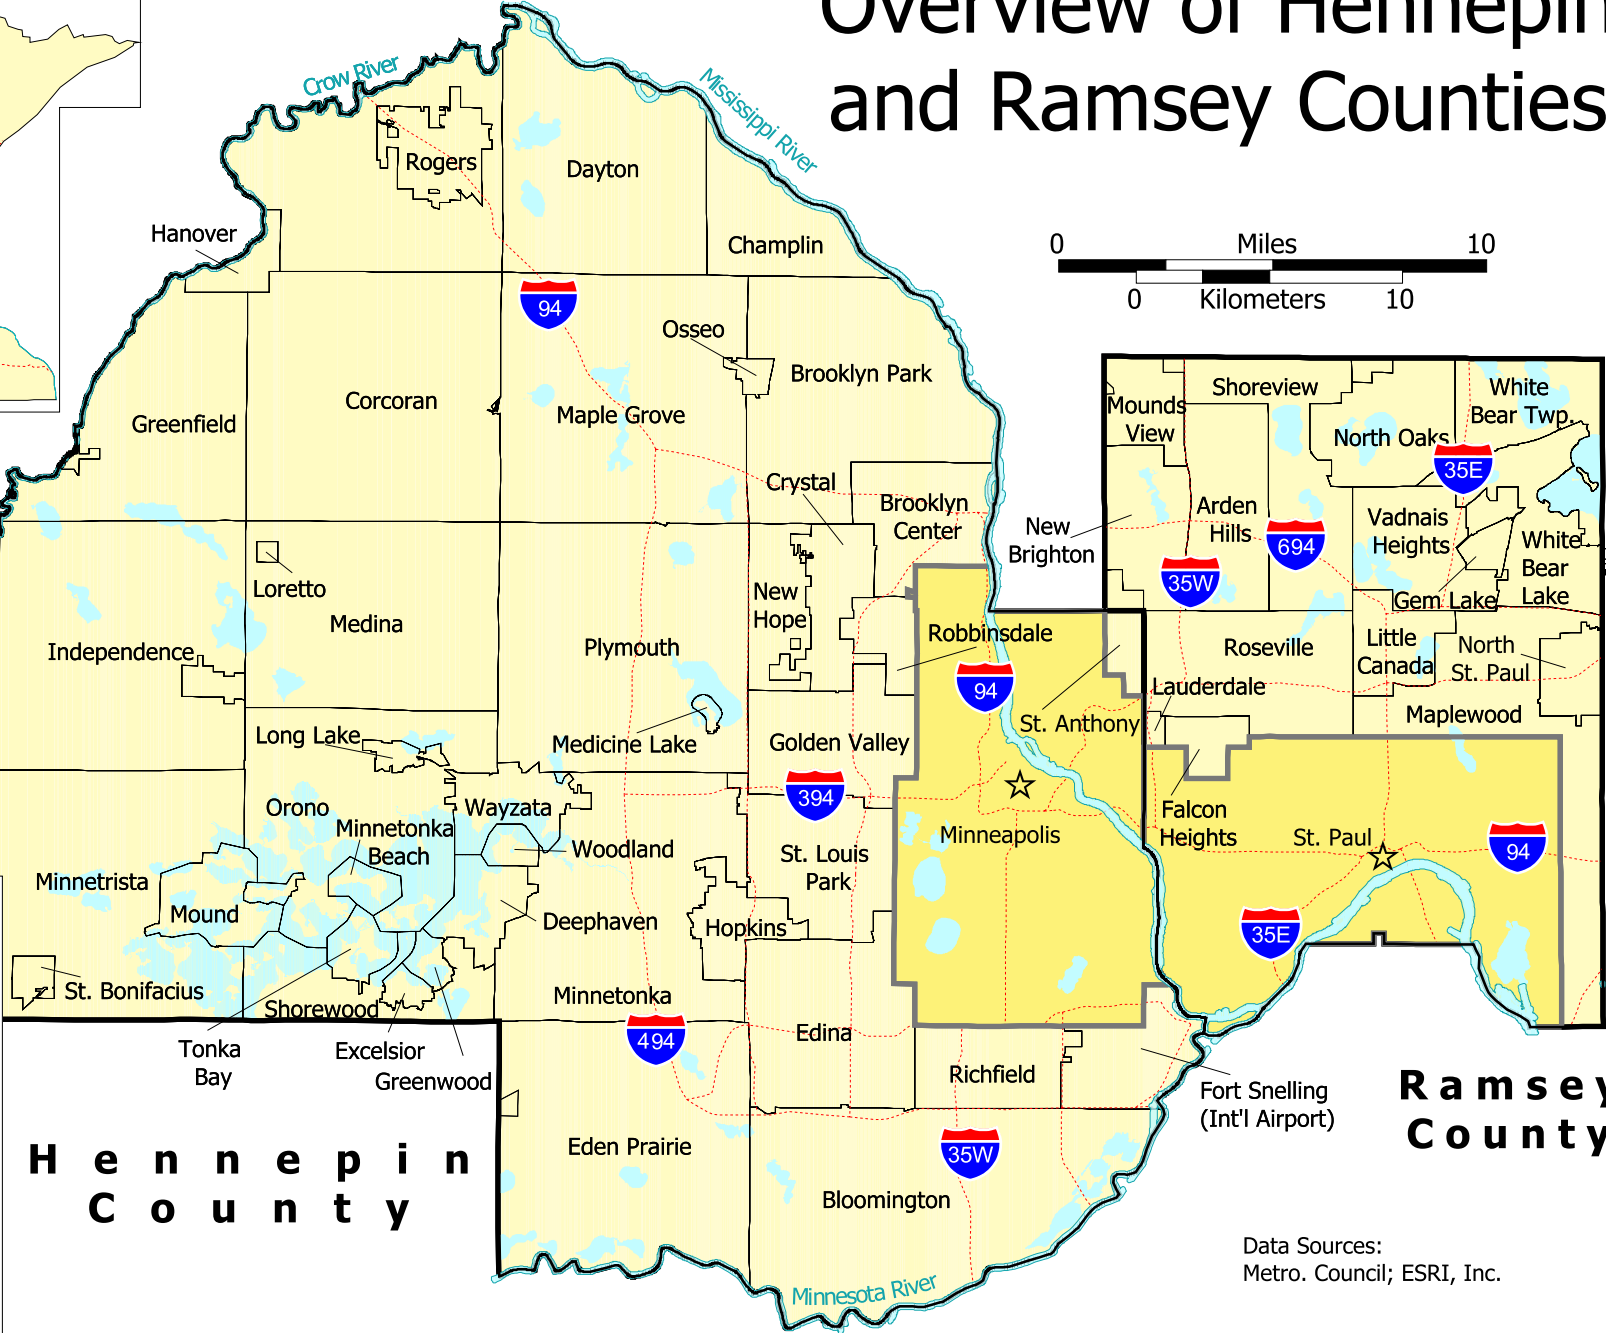 Overview of Hennepin
and Ramsey Counties
Crow River
Mississippi River
Rogers
Dayton
Hanover
Champlin
0 Miles 10
0 Kilometers 10
94
Osseo
Brooklyn Park
Greenfield
Corcoran
Maple Grove
Crystal
Brooklyn
Center
Shoreview
White
Bear Twp.
Mounds
View
North Oaks
35E
New
Brighton
Arden
Hills
694
Vadnais
Heights
White
Bear
Lake
35W
Gem Lake
Loretto
Medina
New
Hope
Independence
Plymouth
Robbinsdale
Roseville
Little
Canada
North
St. Paul
94
Lauderdale
St. Anthony
Maplewood
Long Lake
Medicine Lake
Golden Valley
394
Orono
Wayzata
Minnetonka
Beach
Woodland
St. Louis
Park
Minneapolis
Falcon
Heights
St. Paul
94
Minnetrista
Mound
Deephaven
Hopkins
35E
St. Bonifacius
Shorewood
Minnetonka
Edina
494
Tonka
Bay
Excelsior
Greenwood
Richfield
Fort Snelling
(Int'l Airport)
Ramsey
County
Hennepin
County
Eden Prairie
35W
Bloomington
Minnesota River
Data Sources:
Metro. Council; ESRI, Inc.